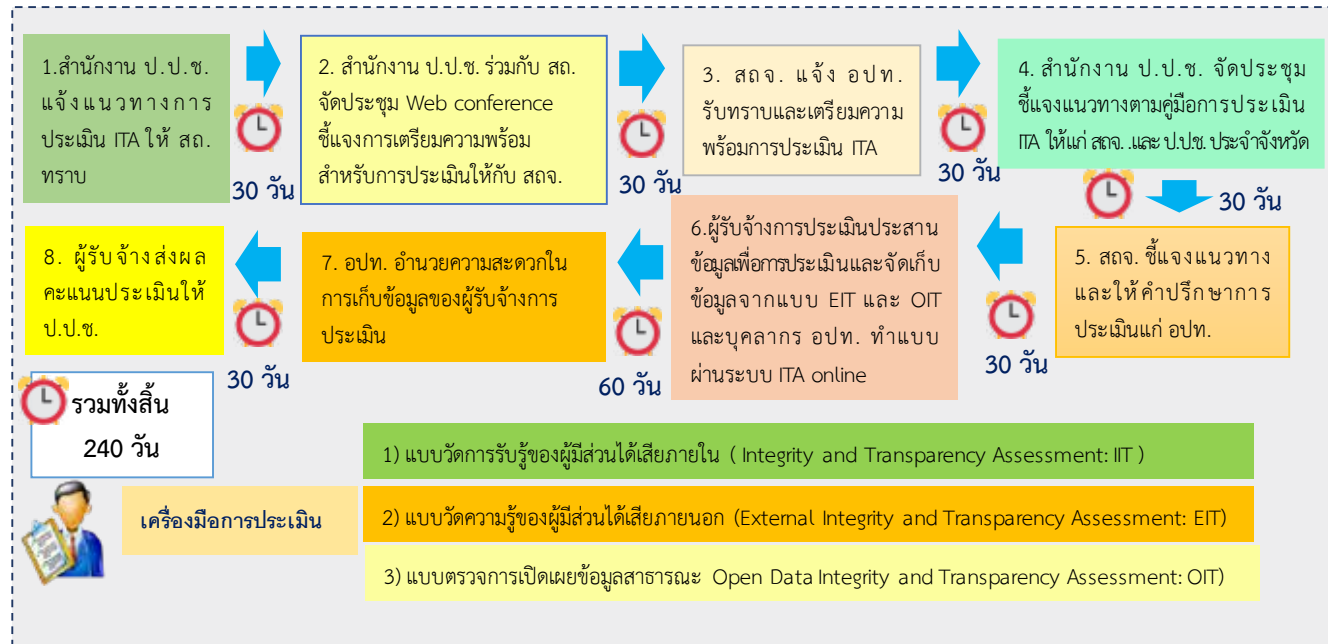 1.สำนักงาน ป.ป.ช.
แจ้งแนวทางการ
ประเมิน ITA ให้ สถ.
ทราบ
30 วัน
2. สำนักงาน ป.ป.ช. ร่วมกับ สถ.
จัดประชุม Web conference
ชี้แจงการเตรียมความพร้อม
สำหรับการประเมินให้กับ สถจ.
30 วัน
3. สถจ. แจ้ง อปท.
รับทราบและเตรียมความ
พร้อมการประเมิน ITA
30 วัน
4. สำนักงาน ป.ป.ช. จัดประชุม
ชี้แจงแนวทางตามคู่มือการประเมิน
ITA ให้แก่ สถจ. .และ ป.ป.ช. ประจำจังหวัด
30 วัน
5. สถจ. ชี้แจงแนวทาง
และให้คำปรึกษาการ
ประเมินแก่ อปท.
30 วัน
6.ผู้รับจ้างการประเมินประสาน
ข้อมูลเพื่อการประเมินและจัดเก็บ
ข้อมูลจากแบบ EIT และ OIT
และบุคลากร อปท. ทำแบบ
ผ่านระบบ ITA online
60 วัน
7. อปท. อำนวยความสะดวกใน
การเก็บข้อมูลของผู้รับจ้างการ
ประเมิน
30 วัน
8. ผู้รับจ้างส่งผล
คะแนนประเมินให้
ป.ป.ช.
รวมทั้งสิ้น
240 วัน
เครื่องมือการประเมิน
1) แบบวัดการรับรู้ของผู้มีส่วนได้เสียภายใน ( Integrity and Transparency Assessment: IIT )
2) แบบวัดความรู้ของผู้มีส่วนได้เสียภายนอก (External Integrity and Transparency Assessment: EIT)
3) แบบตรวจการเปิดเผยข้อมูลสาธารณะ Open Data Integrity and Transparency Assessment: OIT)